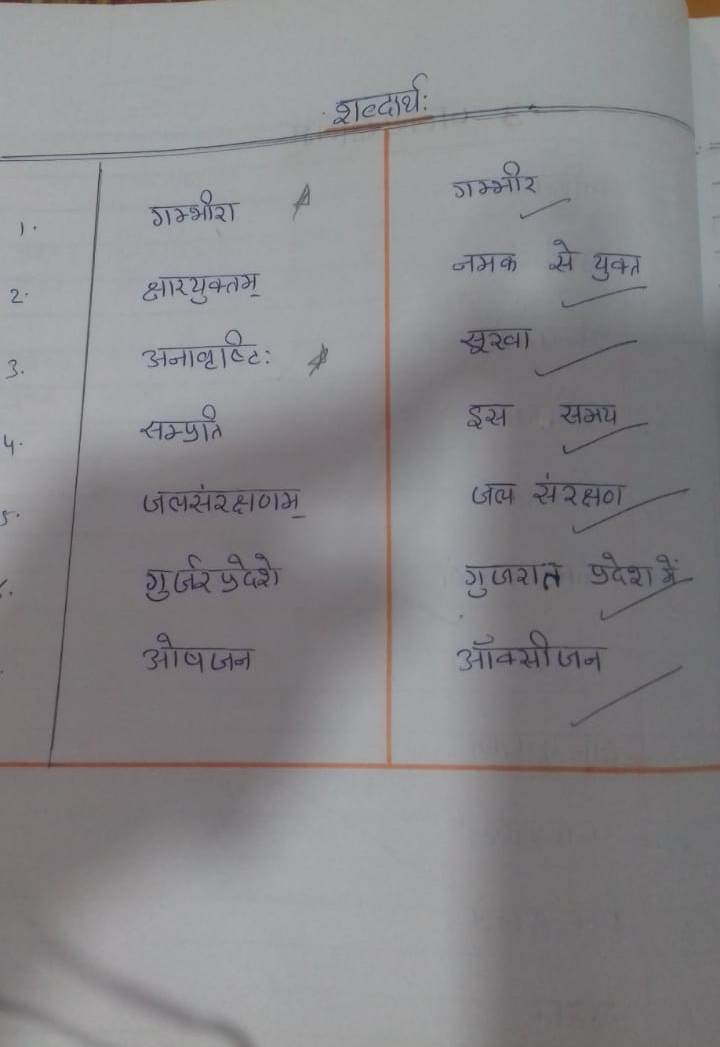 शब्दार्थ:
1. गम्भीरा गम्भीर
2. क्षारयुक्तम् नमक से युक्त
3. अनावृष्टि: सूखा
4. सम्प्रति इस समय
5. जलसंरक्षणम् जल संरक्षण
गुर्जर प्रदेशे गुजरात प्रदेश में
ओषजन ऑक्सीजन